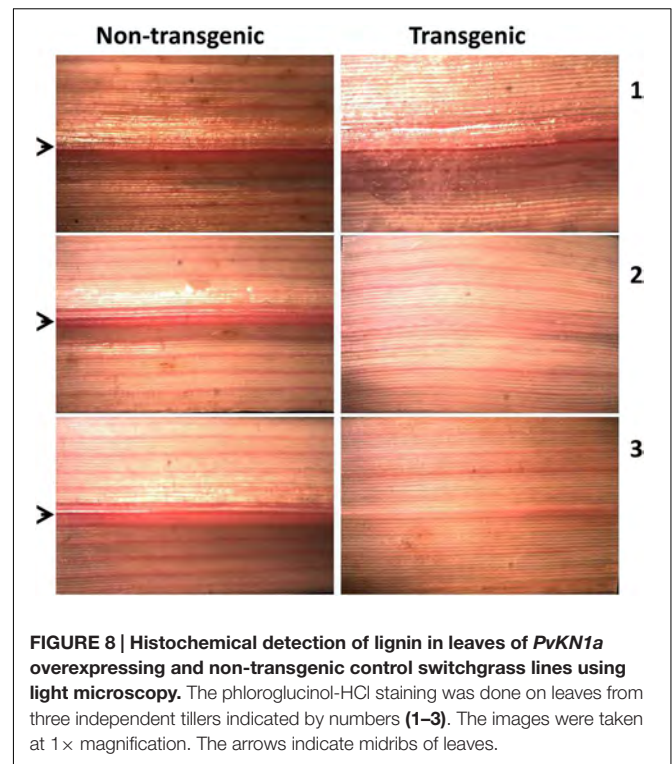 Non-transgenic Transgenic
1
2
3
FIGURE 8 | Histochemical detection of lignin in leaves of PvKN1a
overexpressing and non-transgenic control switchgrass lines using
light microscopy. The phloroglucinol-HCl staining was done on leaves from
three independent tillers indicated by numbers (1–3). The images were taken
at 1× magnification. The arrows indicate midribs of leaves.